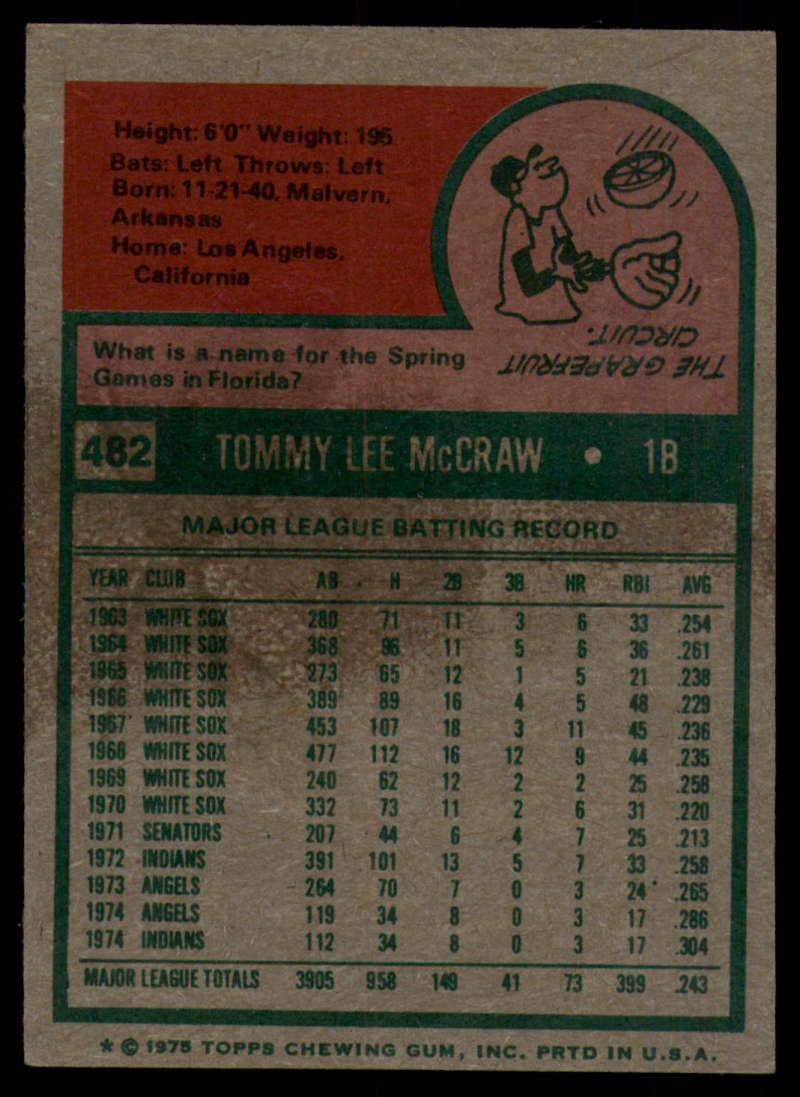 Height: 6'0" Weight: 195
Bats: Left Throws: Left
Born: 11-21-40, Malvern,
Arkansas
Home: Los Angeles,
California
What is a name for the Spring
Games in Florida?
THE GRAPEFRUIT
CIRCUIT.
482 TOMMY LEE McCRAW • 1B
MAJOR LEAGUE BATTING RECORD
YEAR CLUB AB H 2B 3B HR RBI AVG
1963 WHITE SOX 280 71 11 3 6 33 .254
1964 WHITE SOX 368 96 11 5 6 36 .261
1965 WHITE SOX 273 65 12 1 5 21 .238
1966 WHITE SOX 389 89 16 4 5 48 .229
1967 WHITE SOX 453 107 18 3 11 45 .236
1968 WHITE SOX 477 112 16 12 9 44 .235
1969 WHITE SOX 240 62 12 2 2 25 .258
1970 WHITE SOX 332 73 11 2 6 31 .220
1971 SENATORS 207 44 6 4 7 25 .213
1972 INDIANS 391 101 13 5 7 33 .258
1973 ANGELS 264 70 7 0 3 24 .265
1974 ANGELS 119 34 8 0 3 17 .286
1974 INDIANS 112 34 8 0 3 17 .304
MAJOR LEAGUE TOTALS 3905 958 149 41 73 399 .243
* © 1975 TOPPS CHEWING GUM, INC. PRTD IN U.S.A.